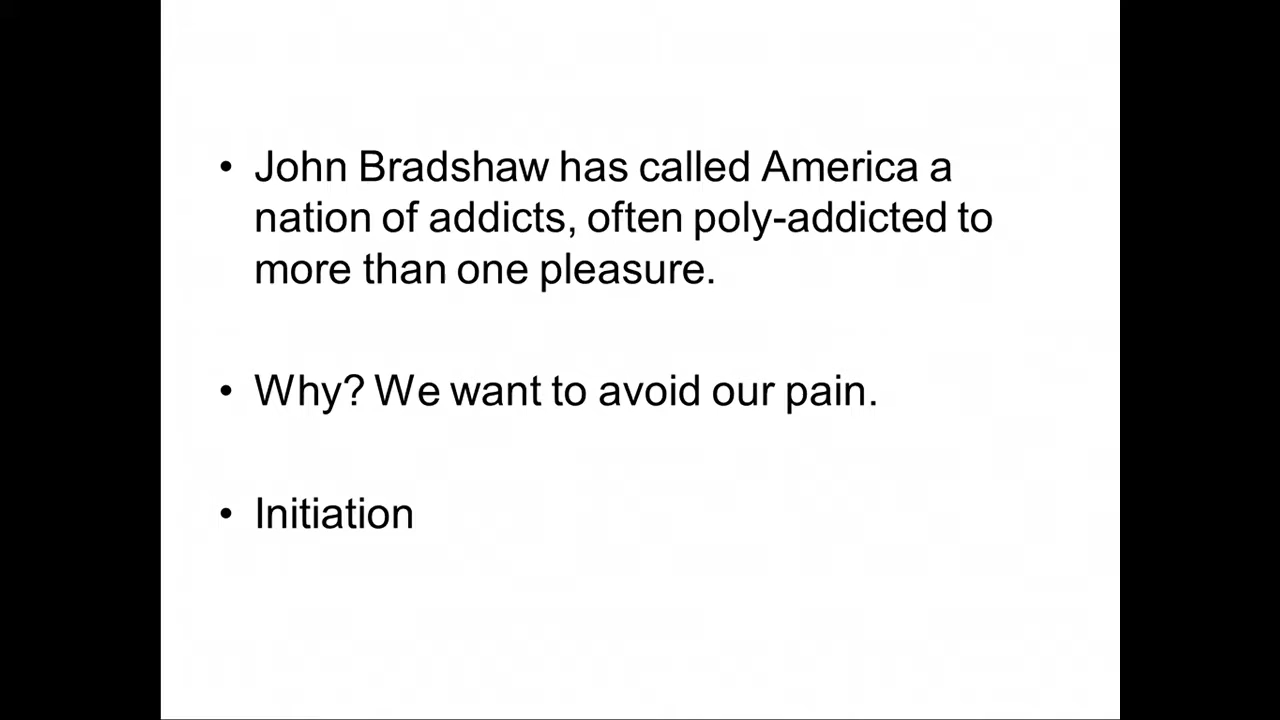 • John Bradshaw has called America a
nation of addicts, often poly-addicted to
more than one pleasure.
• Why? We want to avoid our pain.
• Initiation